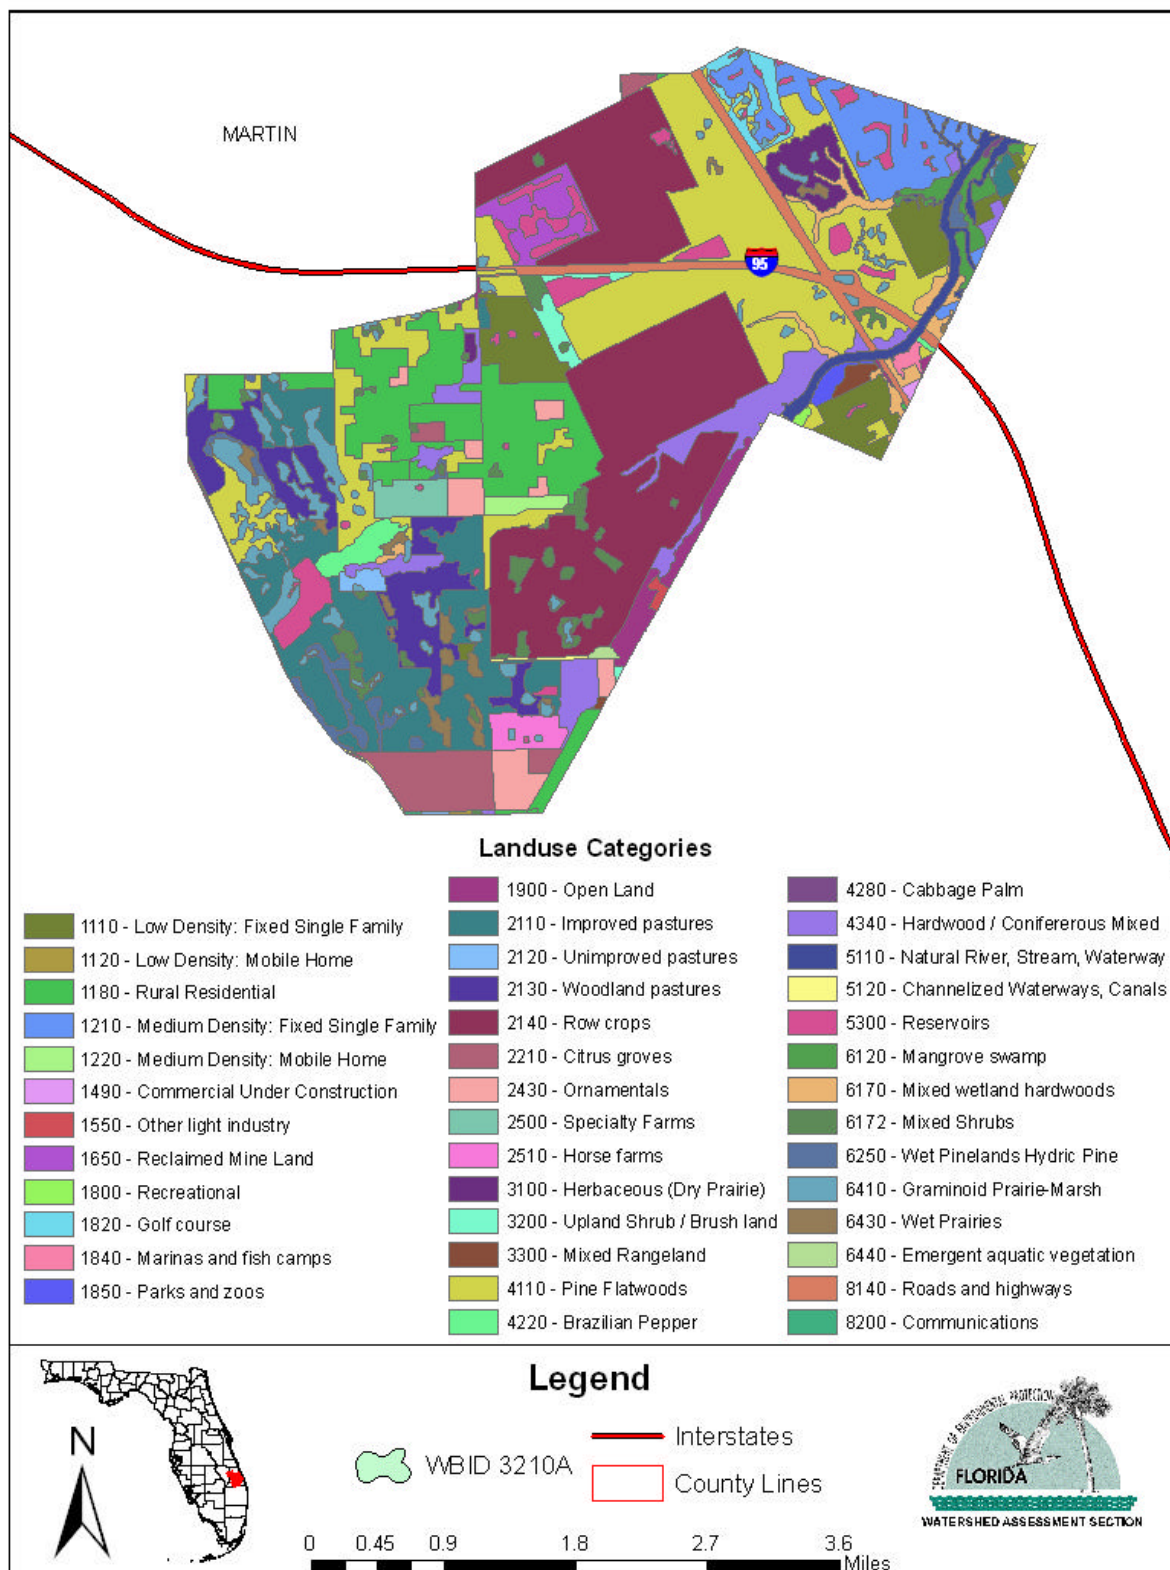 MARTIN
95
Landuse Categories
1110 - Low Density: Fixed Single Family
1120 - Low Density: Mobile Home
1180 - Rural Residential
1210 - Medium Density: Fixed Single Family
1220 - Medium Density: Mobile Home
1490 - Commercial Under Construction
1550 - Other light industry
1650 - Reclaimed Mine Land
1800 - Recreational
1820 - Golf course
1840 - Marinas and fish camps
1850 - Parks and zoos
1900 - Open Land
2110 - Improved pastures
2120 - Unimproved pastures
2130 - Woodland pastures
2140 - Row crops
2210 - Citrus groves
2430 - Ornamentals
2500 - Specialty Farms
2510 - Horse farms
3100 - Herbaceous (Dry Prairie)
3200 - Upland Shrub / Brush land
3300 - Mixed Rangeland
4110 - Pine Flatwoods
4220 - Brazilian Pepper
4280 - Cabbage Palm
4340 - Hardwood / Confererous Mixed
5110 - Natural River, Stream, Waterway
5120 - Channelized Waterways, Canals
5300 - Reservoirs
6120 - Mangrove swamp
6170 - Mixed wetland hardwoods
6172 - Mixed Shrubs
6250 - Wet Pinelands Hydric Pine
6410 - Graminoid Prairie-Marsh
6430 - Wet Prairies
6440 - Emergent aquatic vegetation
8140 - Roads and highways
8200 - Communications
Legend
N
WBID 3210A
Interstates
County Lines
0 0.45 0.9 1.8 2.7 3.6
Miles
DEPARTMENT OF ENVIRONMENTAL PROTECTION
FLORIDA
WATERSHED ASSESSMENT SECTION